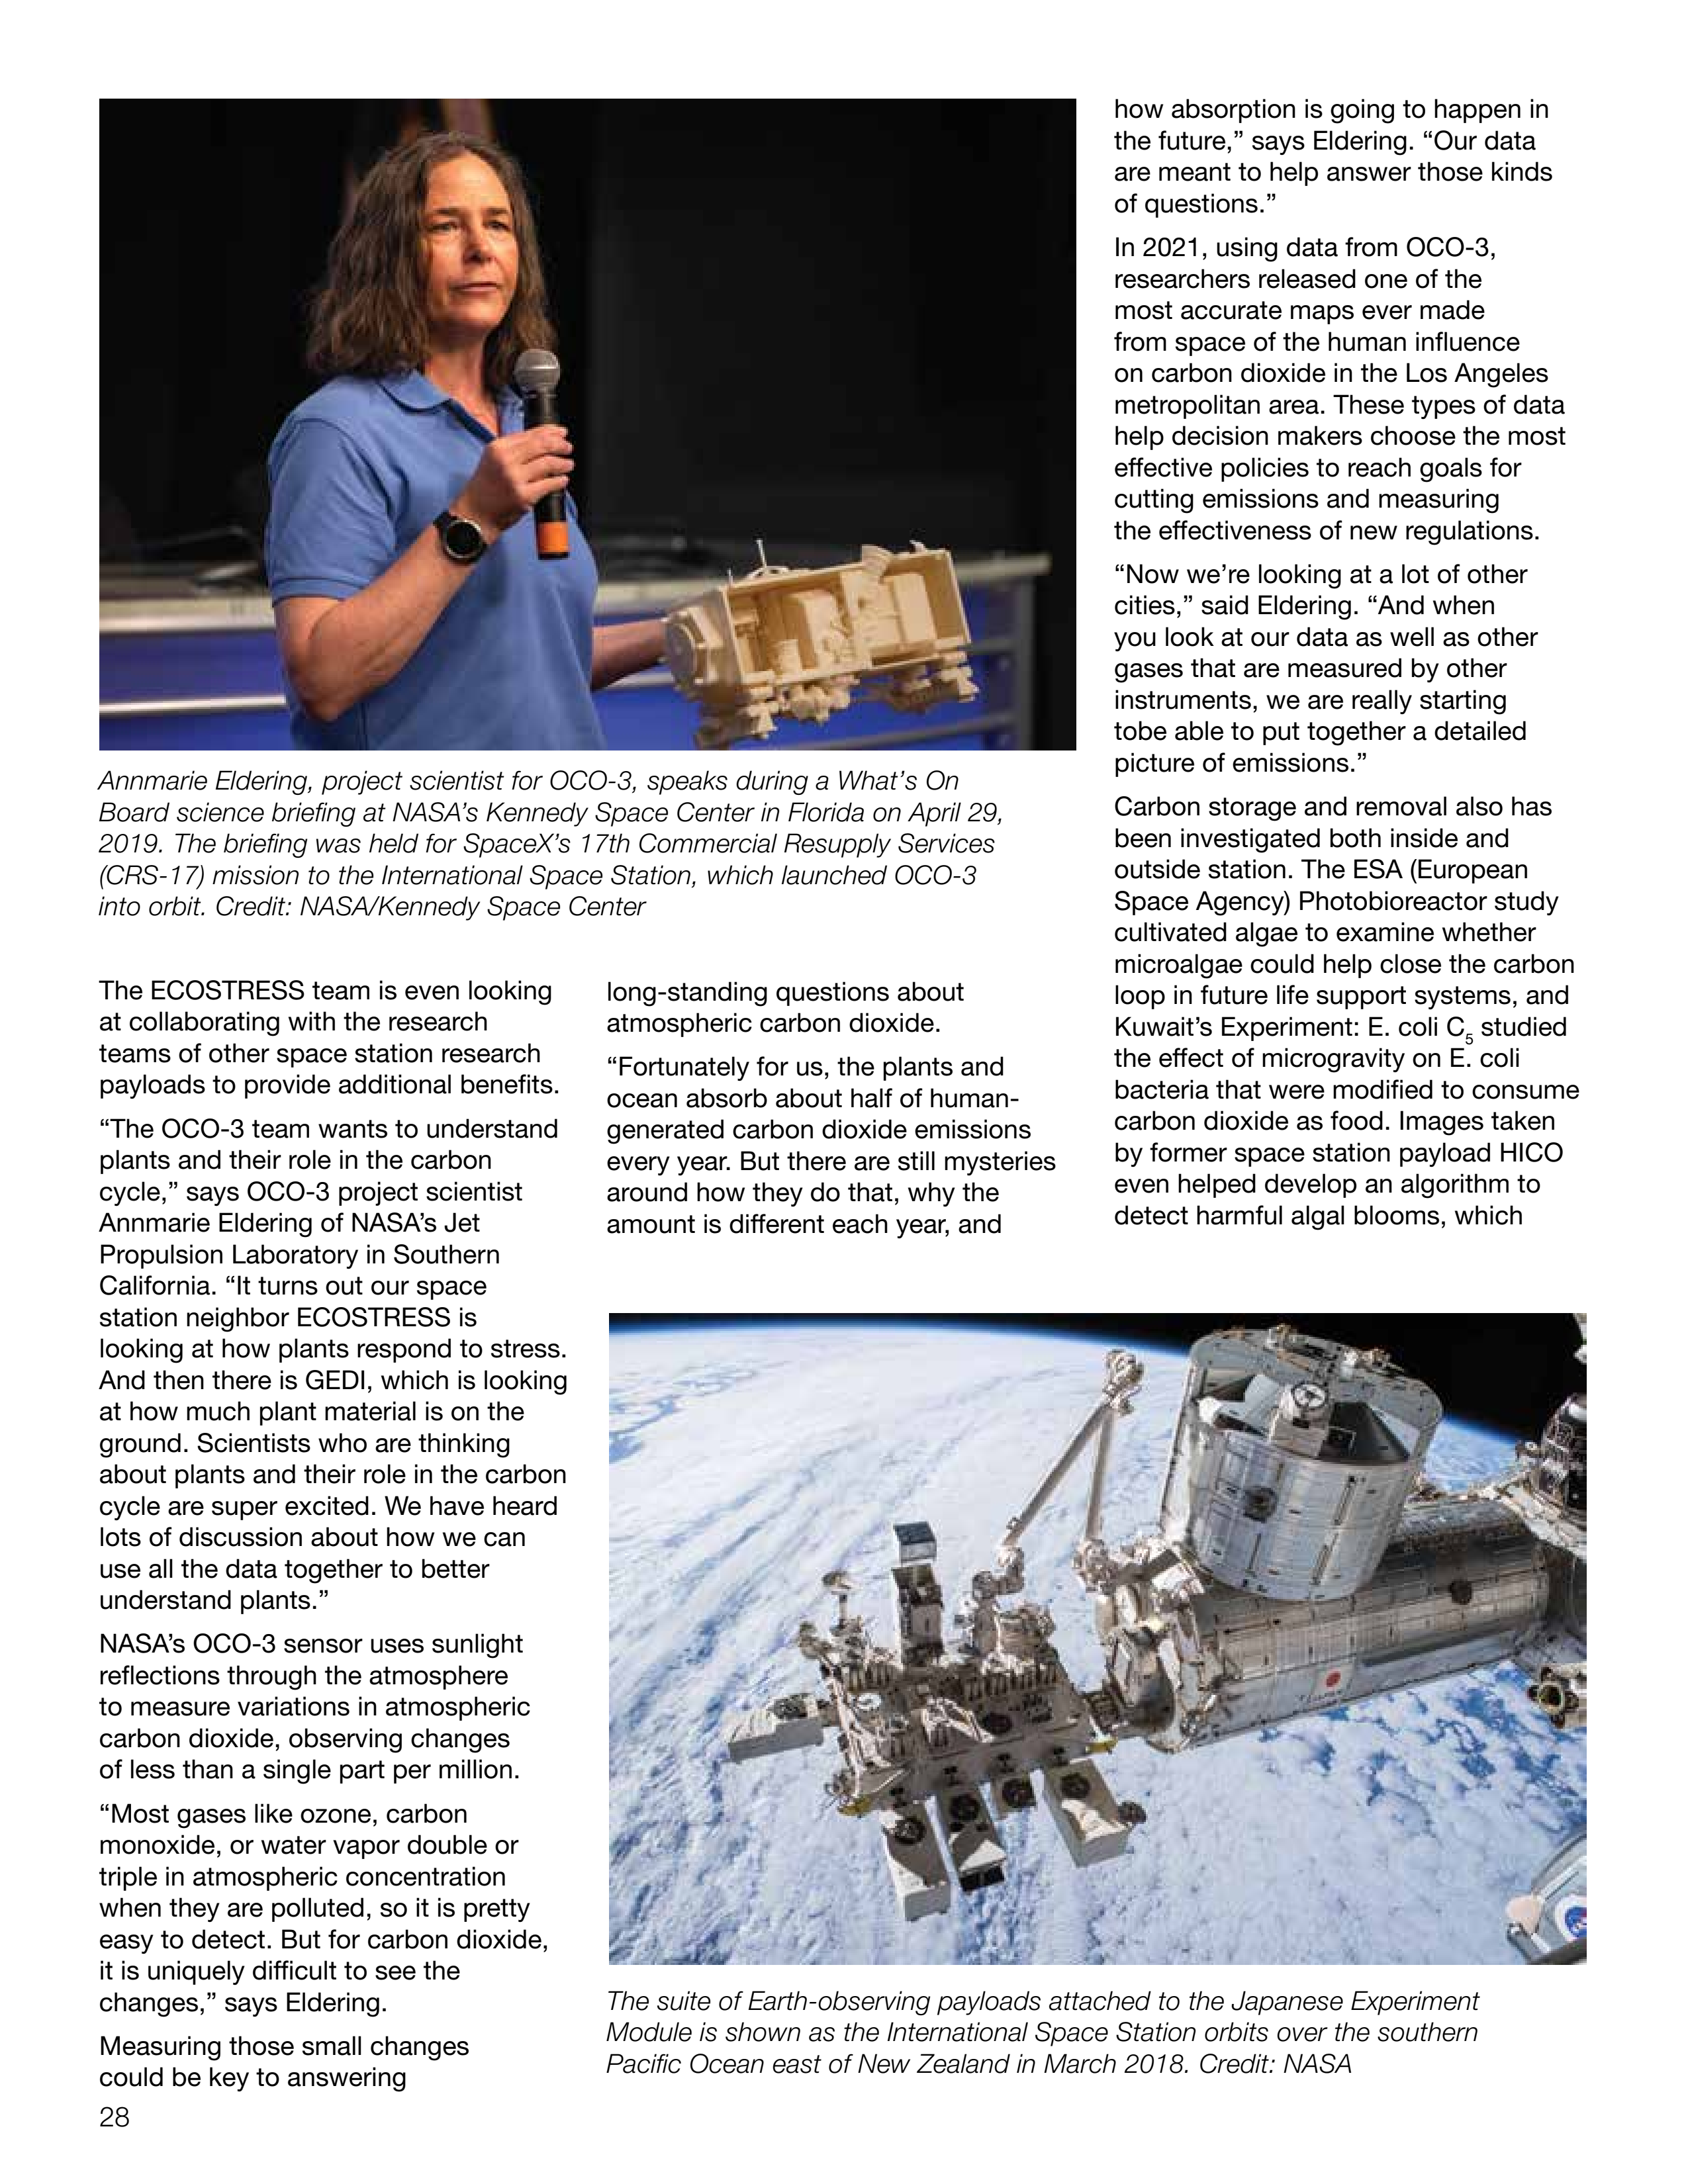 Annmarie Eldering, project scientist for OCO-3, speaks during a What’s On
Board science briefing at NASA’s Kennedy Space Center in Florida on April 29,
2019. The briefing was held for SpaceX’s 17th Commercial Resupply Services
(CRS-17) mission to the International Space Station, which launched OCO-3
into orbit. Credit: NASA/Kennedy Space Center
The ECOSTRESS team is even looking
at collaborating with the research
teams of other space station research
payloads to provide additional benefits.
“The OCO-3 team wants to understand
plants and their role in the carbon
cycle,” says OCO-3 project scientist
Annmarie Eldering of NASA’s Jet
Propulsion Laboratory in Southern
California. “It turns out our space
station neighbor ECOSTRESS is
looking at how plants respond to stress.
And then there is GEDI, which is looking
at how much plant material is on the
ground. Scientists who are thinking
about plants and their role in the carbon
cycle are super excited. We have heard
lots of discussion about how we can
use all the data together to better
understand plants.”
NASA’s OCO-3 sensor uses sunlight
reflections through the atmosphere
to measure variations in atmospheric
carbon dioxide, observing changes
of less than a single part per million.
“Most gases like ozone, carbon
monoxide, or water vapor double or
triple in atmospheric concentration
when they are polluted, so it is pretty
easy to detect. But for carbon dioxide,
it is uniquely difficult to see the
changes,” says Eldering.
Measuring those small changes
could be key to answering
long-standing questions about
atmospheric carbon dioxide.
“Fortunately for us, the plants and
ocean absorb about half of human-
generated carbon dioxide emissions
every year. But there are still mysteries
around how they do that, why the
amount is different each year, and
how absorption is going to happen in
the future,” says Eldering. “Our data
are meant to help answer those kinds
of questions.”
In 2021, using data from OCO-3,
researchers released one of the
most accurate maps ever made
from space of the human influence
on carbon dioxide in the Los Angeles
metropolitan area. These types of data
help decision makers choose the most
effective policies to reach goals for
cutting emissions and measuring
the effectiveness of new regulations.
“Now we’re looking at a lot of other
cities,” said Eldering. “And when
you look at our data as well as other
gases that are measured by other
instruments, we are really starting
tobe able to put together a detailed
picture of emissions.”
Carbon storage and removal also has
been investigated both inside and
outside station. The ESA (European
Space Agency) Photobioreactor study
cultivated algae to examine whether
microalgae could help close the carbon
loop in future life support systems, and
Kuwait’s Experiment: E. coli C₅ studied
the effect of microgravity on E. coli
bacteria that were modified to consume
carbon dioxide as food. Images taken
by former space station payload HICO
even helped develop an algorithm to
detect harmful algal blooms, which
The suite of Earth-observing payloads attached to the Japanese Experiment
Module is shown as the International Space Station orbits over the southern
Pacific Ocean east of New Zealand in March 2018. Credit: NASA
28